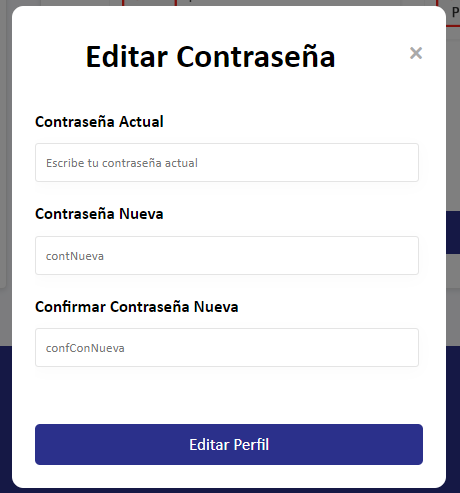 P
Editar Contraseña
×
Contraseña Actual
Escribe tu contraseña actual
Contraseña Nueva
contNueva
Confirmar Contraseña Nueva
confConNueva
Editar Perfil